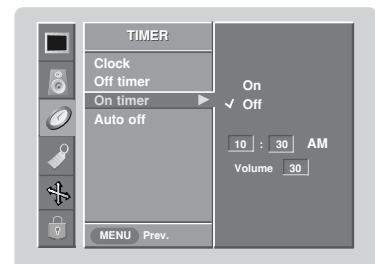 TIMER
Clock
Off timer
On timer
Auto off
MENU Prev.
On
✓ Off
10 : 30 AM
Volume 30